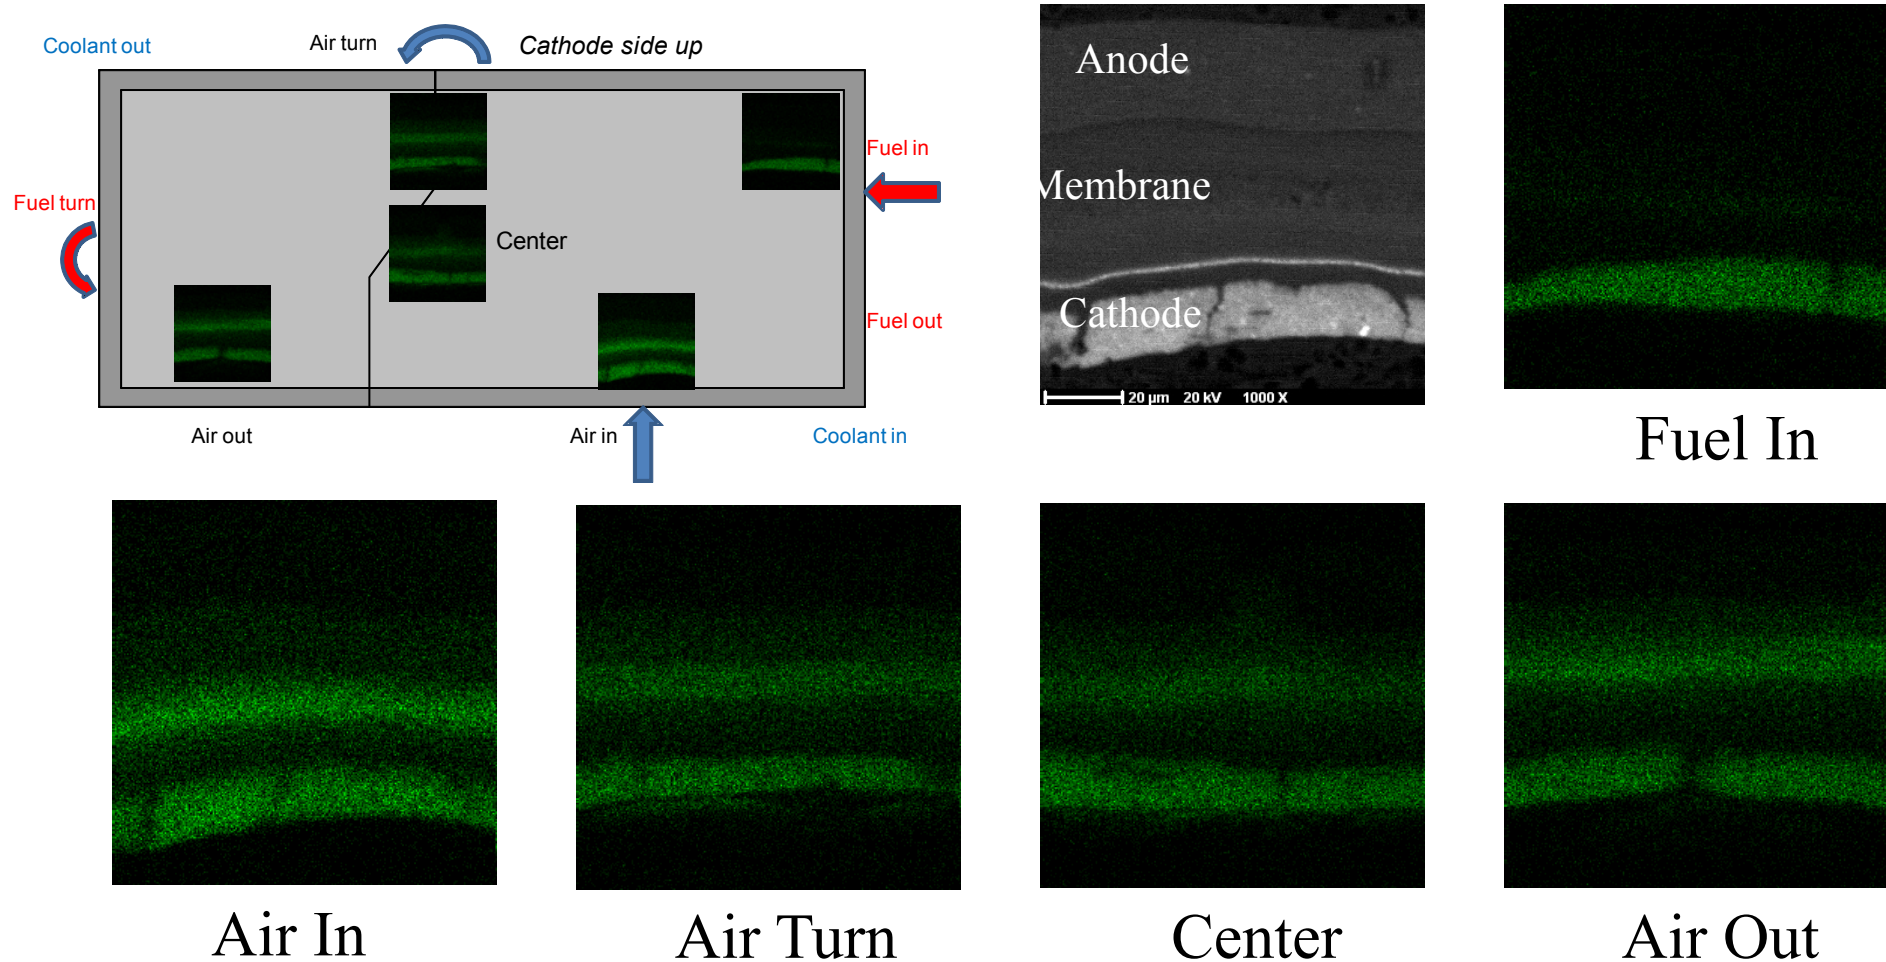 Coolant out
Air turn
Cathode side up
Fuel in
Fuel turn
Center
Fuel out
Air out
Air in
Coolant in
Anode
Membrane
Cathode
20 µm 20 kV 1000 X
Fuel In
Air In
Air Turn
Center
Air Out